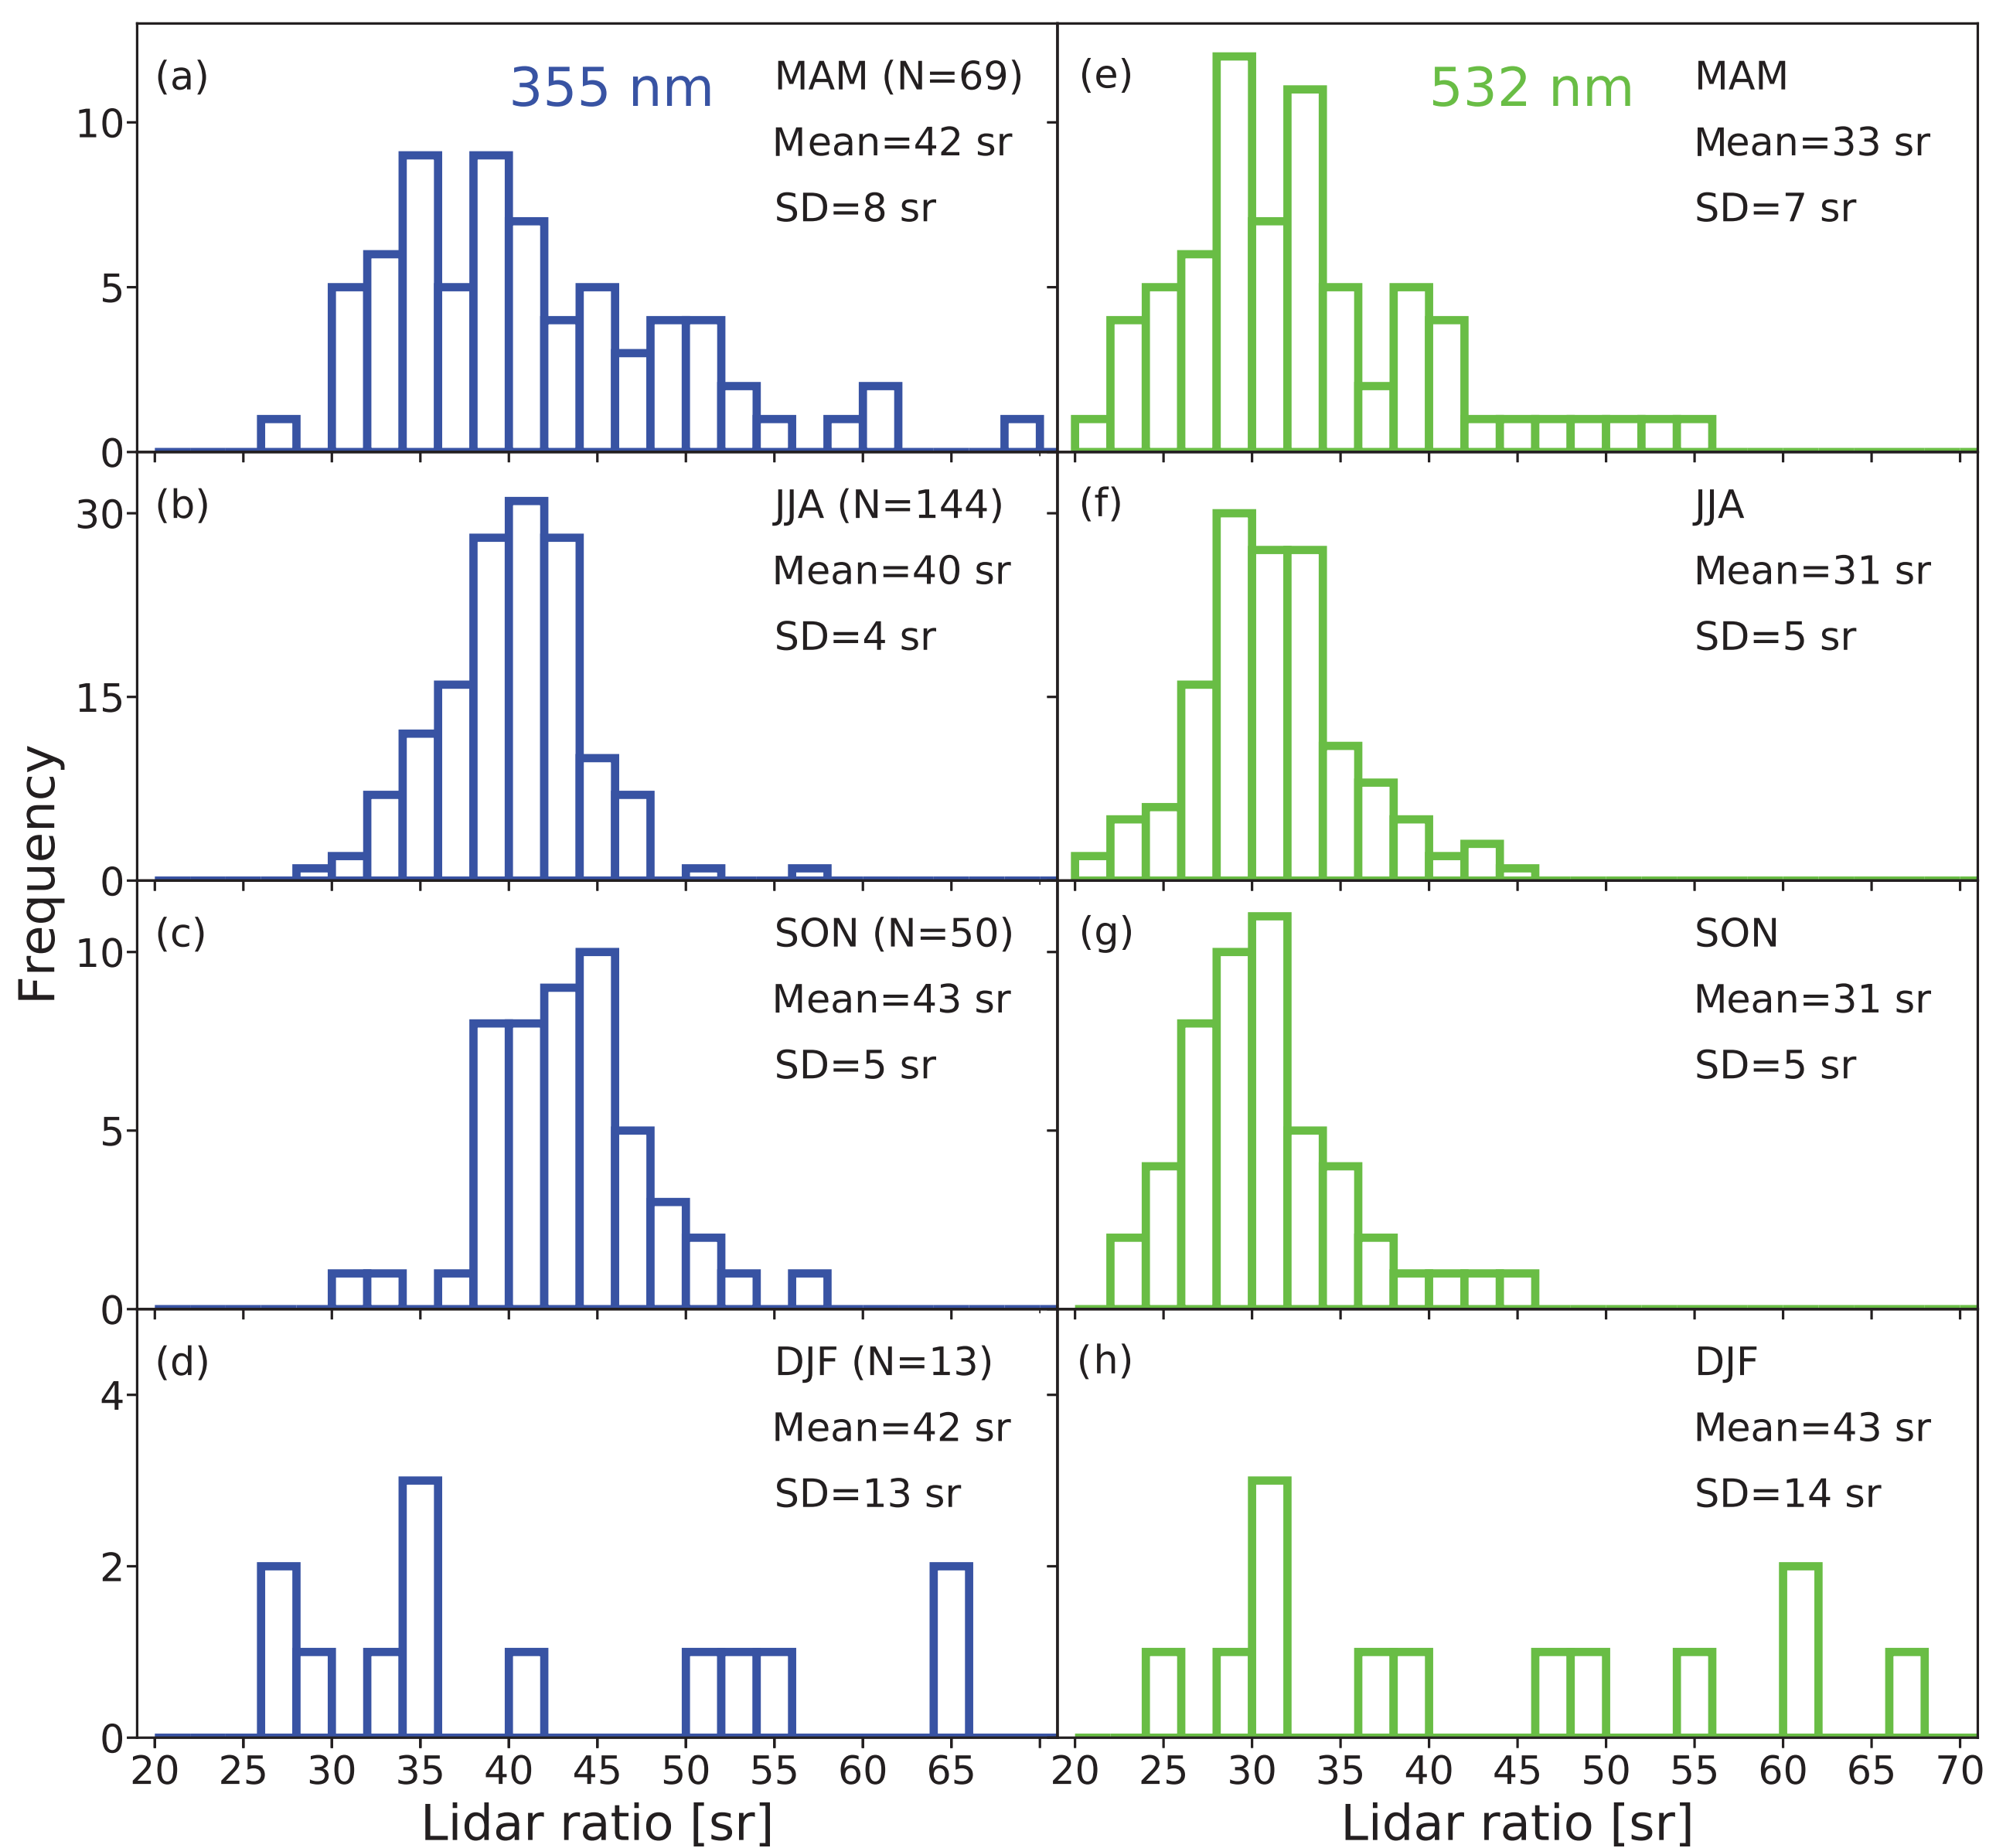 (a)
355 nm
MAM (N=69)
Mean=42 sr
SD=8 sr
10
5
0
(e)
532 nm
MAM
Mean=33 sr
SD=7 sr
(b)
JJA (N=144)
Mean=40 sr
SD=4 sr
30
15
0
(f)
JJA
Mean=31 sr
SD=5 sr
Frequency
(c)
SON (N=50)
Mean=43 sr
SD=5 sr
10
5
0
(g)
SON
Mean=31 sr
SD=5 sr
(d)
DJF (N=13)
Mean=42 sr
SD=13 sr
4
2
0
(h)
DJF
Mean=43 sr
SD=14 sr
20 25 30 35 40 45 50 55 60 65
20 25 30 35 40 45 50 55 60 65 70
Lidar ratio [sr]
Lidar ratio [sr]